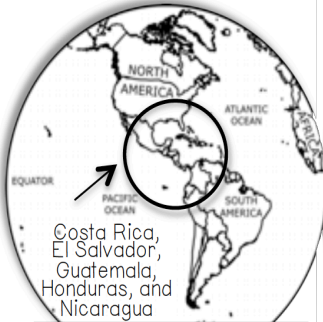 NORTH
AMERICA
ATLANTIC
OCEAN
AFRICA
EQUATOR
PACIFIC
OCEAN
SOUTH
AMERICA
Costa Rica,
El Salvador,
Guatemala,
Honduras, and
Nicaragua